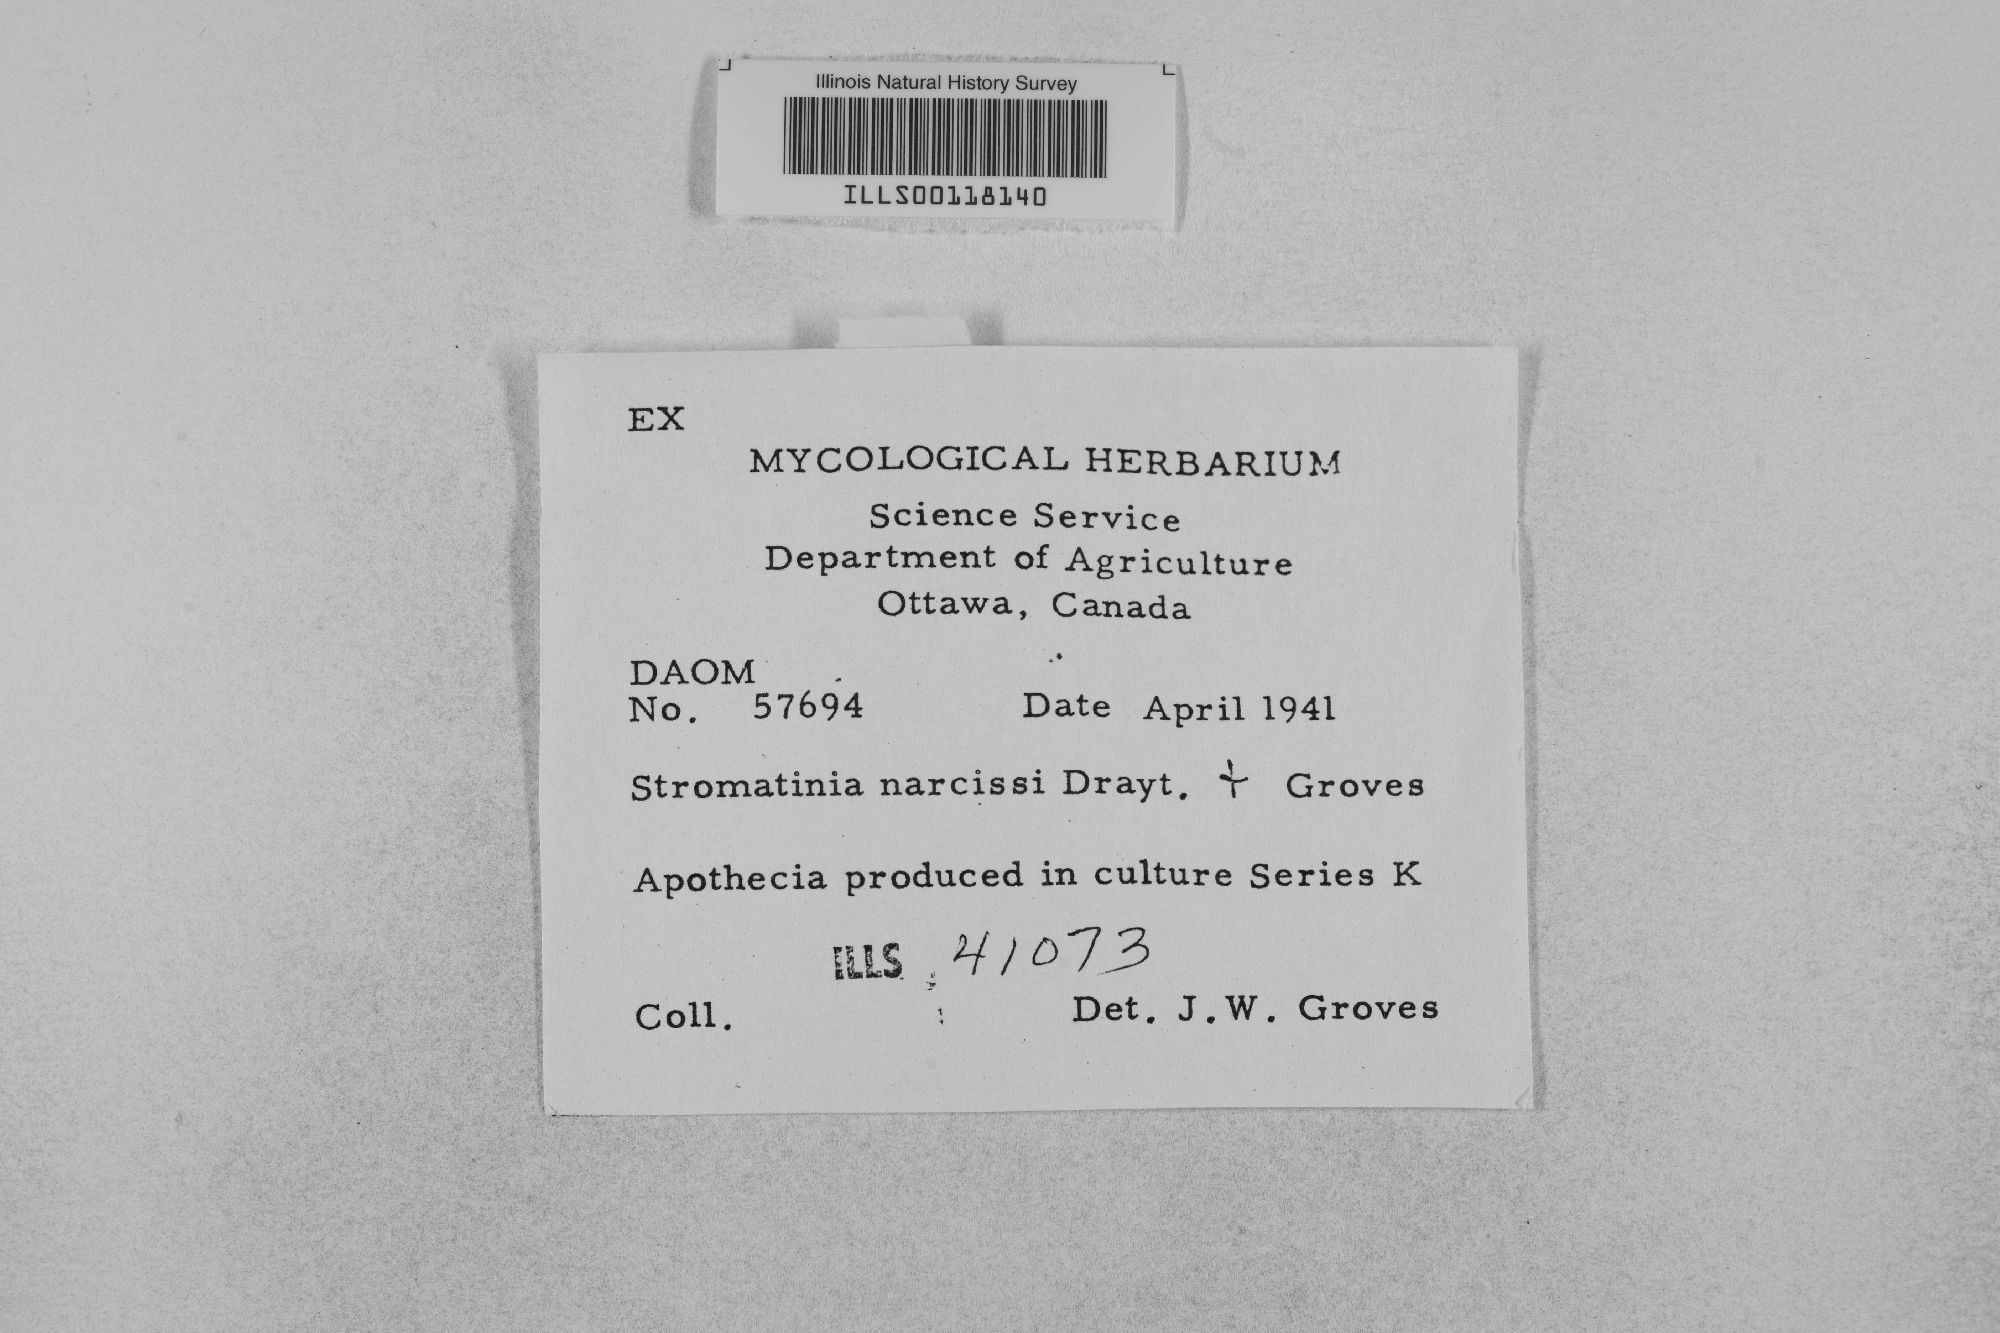 Illinois Natural History Survey
ILLS00118140
EX
MYCOLOGICAL HERBARIUM
Science Service
Department of Agriculture
Ottawa, Canada
DAOM
No. 57694 Date April 1941
Stromatinia narcissi Drayt. + Groves
Apothecia produced in culture Series K
ILLS 41073
Coll. Det. J.W. Groves